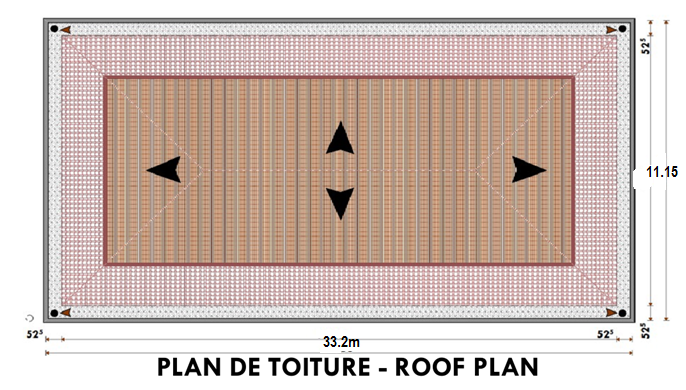 52⁵
11.15
52⁵
52⁵
33.2m
52⁵
PLAN DE TOITURE - ROOF PLAN